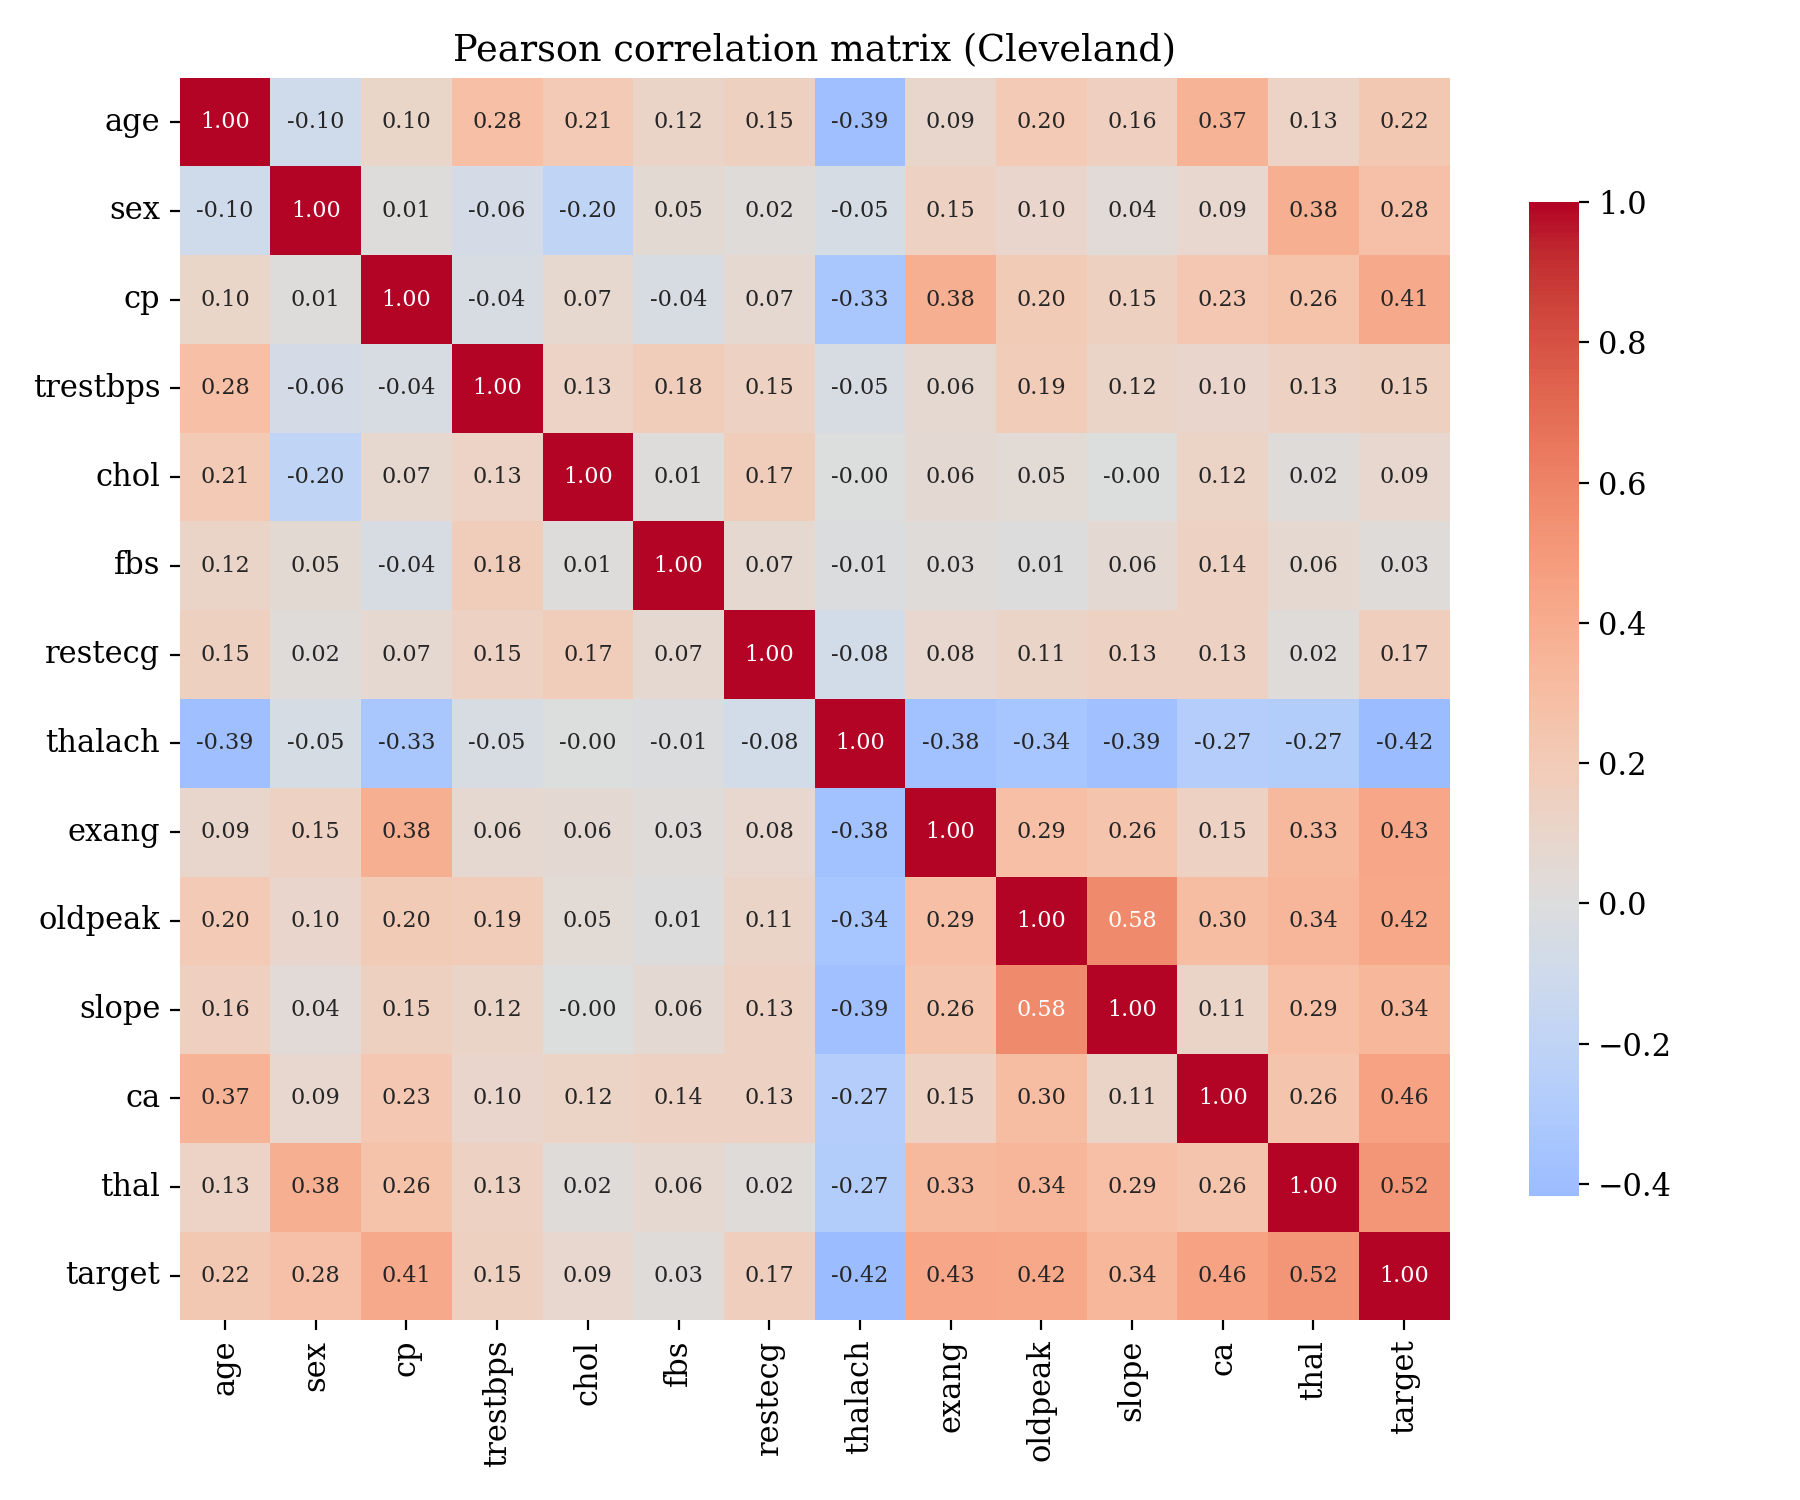 Pearson correlation matrix (Cleveland)
age 1.00 -0.10 0.10 0.28 0.21 0.12 0.15 -0.39 0.09 0.20 0.16 0.37 0.13 0.22
sex -0.10 1.00 0.01 -0.06 -0.20 0.05 0.02 -0.05 0.15 0.10 0.04 0.09 0.38 0.28
cp 0.10 0.01 1.00 -0.04 0.07 -0.04 0.07 -0.33 0.38 0.20 0.15 0.23 0.26 0.41
trestbps 0.28 -0.06 -0.04 1.00 0.13 0.18 0.15 -0.05 0.06 0.19 0.12 0.10 0.13 0.15
chol 0.21 -0.20 0.07 0.13 1.00 0.01 0.17 -0.00 0.06 0.05 -0.00 0.12 0.02 0.09
fbs 0.12 0.05 -0.04 0.18 0.01 1.00 0.07 -0.01 0.03 0.01 0.06 0.14 0.06 0.03
restecg 0.15 0.02 0.07 0.15 0.17 0.07 1.00 -0.08 0.08 0.11 0.13 0.13 0.02 0.17
thalach -0.39 -0.05 -0.33 -0.05 -0.00 -0.01 -0.08 1.00 -0.38 -0.34 -0.39 -0.27 -0.27 -0.42
exang 0.09 0.15 0.38 0.06 0.06 0.03 0.08 -0.38 1.00 0.29 0.26 0.15 0.33 0.43
oldpeak 0.20 0.10 0.20 0.19 0.05 0.01 0.11 -0.34 0.29 1.00 0.58 0.30 0.34 0.42
slope 0.16 0.04 0.15 0.12 -0.00 0.06 0.13 -0.39 0.26 0.58 1.00 0.11 0.29 0.34
ca 0.37 0.09 0.23 0.10 0.12 0.14 0.13 -0.27 0.15 0.30 0.11 1.00 0.26 0.46
thal 0.13 0.38 0.26 0.13 0.02 0.06 0.02 -0.27 0.33 0.34 0.29 0.26 1.00 0.52
target 0.22 0.28 0.41 0.15 0.09 0.03 0.17 -0.42 0.43 0.42 0.34 0.46 0.52 1.00
age sex cp trestbps chol fbs restecg thalach exang oldpeak slope ca thal target
1.0
0.8
0.6
0.4
0.2
0.0
−0.2
−0.4